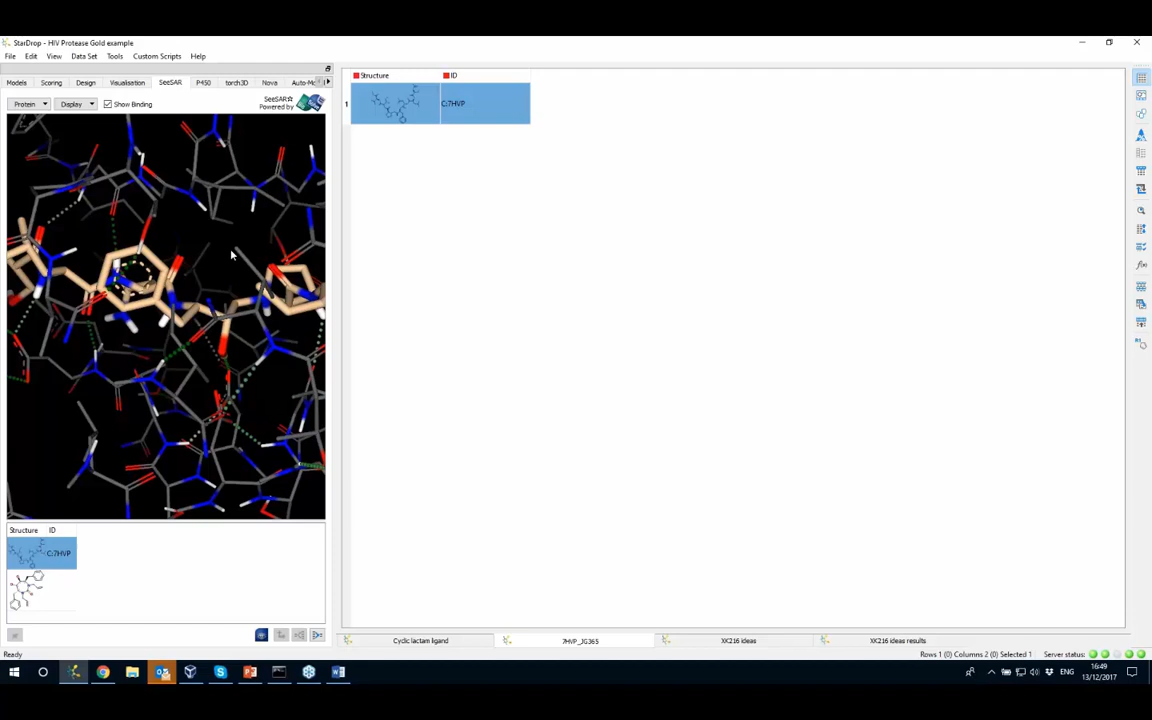 StarDrop - HIV Protease Gold example
File Edit View Data Set Tools Custom Scripts Help
Models Scoring Design Visualisation SeeSAR P450 torch3D Nova
Protein Display Show Binding SeeSAR☆
Powered by
Structure ID
1 C:7HVP
Structure ID
C:7HVP
Cyclic lactam ligand 7HVP_JG365 XK216 ideas XK216 ideas results
Ready Rows 1 (0) Columns 2 (0) Selected 1 Server status:
ENG 16:49
13/12/2017